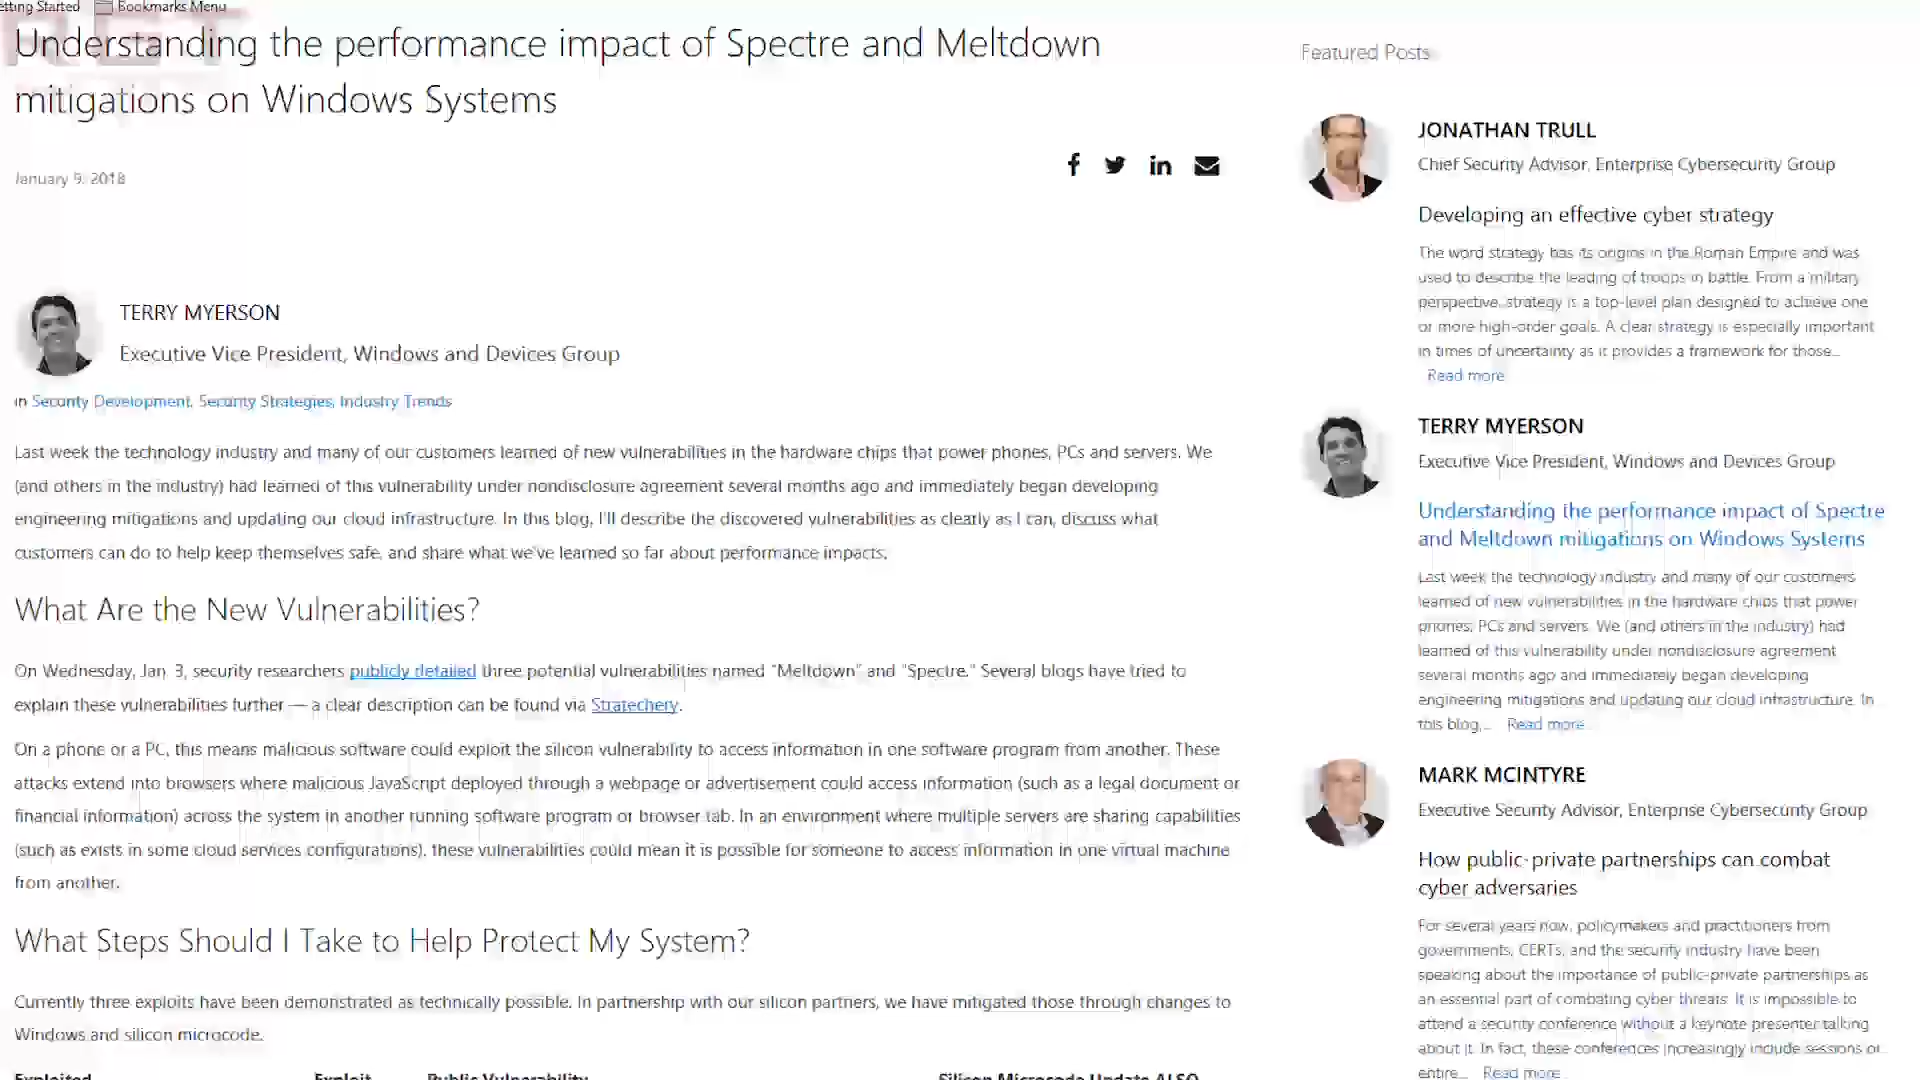 etting Started Bookmarks Menu
Understanding the performance impact of Spectre and Meltdown
mitigations on Windows Systems
January 9, 2018
TERRY MYERSON
Executive Vice President, Windows and Devices Group
in Security Development, Security Strategies, Industry Trends
Last week the technology industry and many of our customers learned of new vulnerabilities in the hardware chips that power phones, PCs and servers. We
(and others in the industry) had learned of this vulnerability under nondisclosure agreement several months ago and immediately began developing
engineering mitigations and updating our cloud infrastructure. In this blog, I'll describe the discovered vulnerabilities as clearly as I can, discuss what
customers can do to help keep themselves safe, and share what we've learned so far about performance impacts.
What Are the New Vulnerabilities?
On Wednesday, Jan. 3, security researchers publicly detailed three potential vulnerabilities named "Meltdown" and "Spectre." Several blogs have tried to
explain these vulnerabilities further — a clear description can be found via Stratechery.
On a phone or a PC, this means malicious software could exploit the silicon vulnerability to access information in one software program from another. These
attacks extend into browsers where malicious JavaScript deployed through a webpage or advertisement could access information (such as a legal document or
financial information) across the system in another running software program or browser tab. In an environment where multiple servers are sharing capabilities
(such as exists in some cloud services configurations), these vulnerabilities could mean it is possible for someone to access information in one virtual machine
from another.
What Steps Should I Take to Help Protect My System?
Currently three exploits have been demonstrated as technically possible. In partnership with our silicon partners, we have mitigated those through changes to
Windows and silicon microcode.
Exploited Exploit Public Vulnerability Silicon Microcode Update ALSO
Featured Posts
JONATHAN TRULL
Chief Security Advisor, Enterprise Cybersecurity Group
Developing an effective cyber strategy
The word strategy has its origins in the Roman Empire and was
used to describe the leading of troops in battle. From a military
perspective, strategy is a top-level plan designed to achieve one
or more high-order goals. A clear strategy is especially important
in times of uncertainty as it provides a framework for those...
Read more
TERRY MYERSON
Executive Vice President, Windows and Devices Group
Understanding the performance impact of Spectre
and Meltdown mitigations on Windows Systems
Last week the technology industry and many of our customers
learned of new vulnerabilities in the hardware chips that power
phones, PCs and servers. We (and others in the industry) had
learned of this vulnerability under nondisclosure agreement
several months ago and immediately began developing
engineering mitigations and updating our cloud infrastructure. In
this blog,... Read more
MARK MCINTYRE
Executive Security Advisor, Enterprise Cybersecurity Group
How public-private partnerships can combat
cyber adversaries
For several years now, policymakers and practitioners from
governments, CERTs, and the security industry have been
speaking about the importance of public-private partnerships as
an essential part of combating cyber threats. It is impossible to
attend a security conference without a keynote presenter talking
about it. In fact, these conferences increasingly include sessions or
entire... Read more